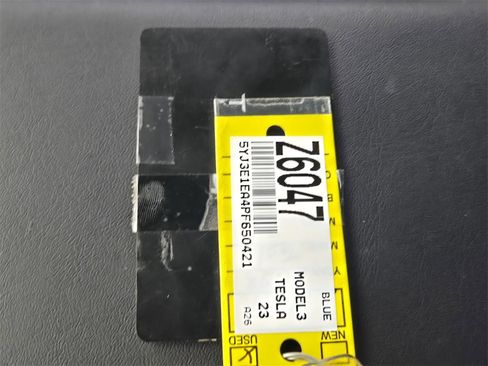 Z6047
5YJ3E1EA4PF650421
BLUE
MODEL3
TESLA
23
A26
NEW
USED